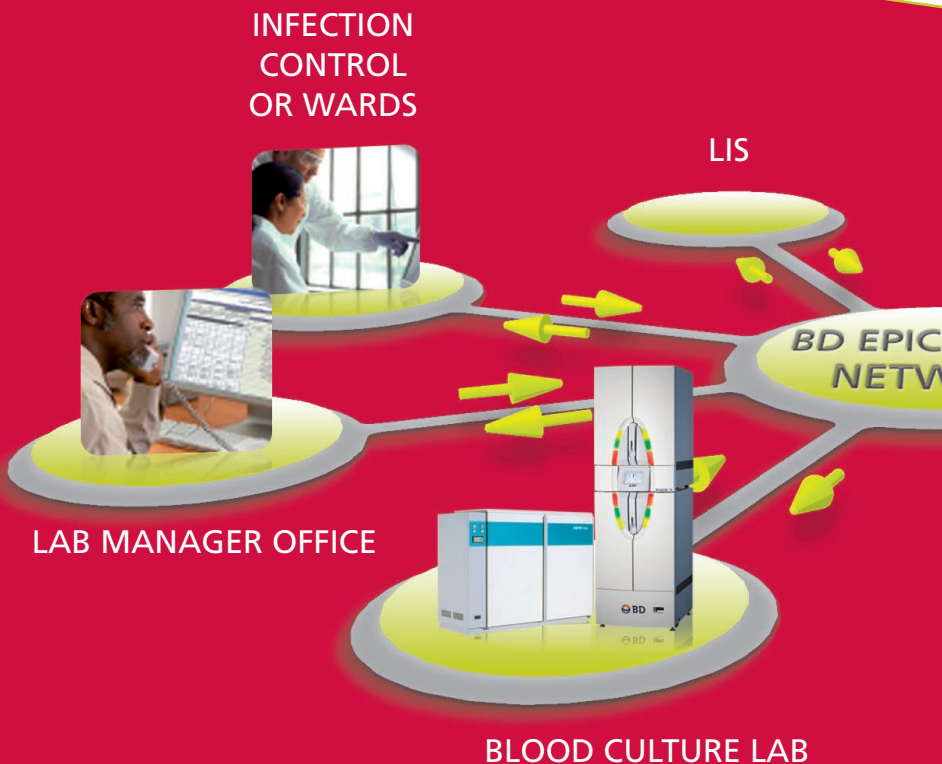 INFECTION
CONTROL
OR WARDS
LIS
BD EPIC
NETW
LAB MANAGER OFFICE
BD
BLOOD CULTURE LAB